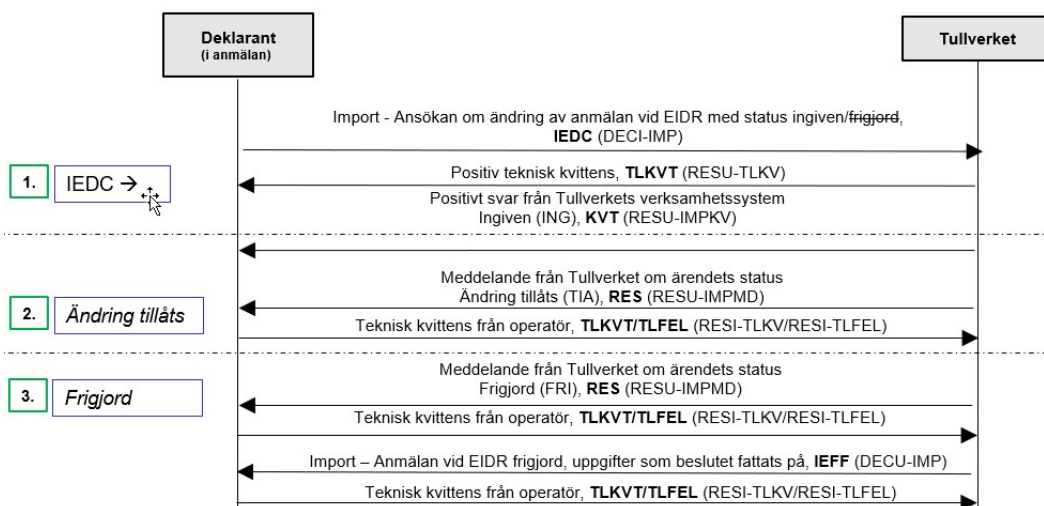 Deklarant
(i anmälan)
Tullverket
Import - Ansökan om ändring av anmälan vid EIDR med status ingiven/frigjord,
IEDC (DECI-IMP)
1.
IEDC →
Positiv teknisk kvittens, TLKVT (RESU-TLKV)
Positivt svar från Tullverkets verksamhetssystem
Ingiven (ING), KVT (RESU-IMPKV)
2.
Ändring tillåts
Meddelande från Tullverket om ärendets status
Ändring tillåts (TIA), RES (RESU-IMPMD)
Teknisk kvittens från operatör, TLKVT/TLFEL (RESI-TLKV/RESI-TLFEL)
3.
Frigjord
Meddelande från Tullverket om ärendets status
Frigjord (FRI), RES (RESU-IMPMD)
Teknisk kvittens från operatör, TLKVT/TLFEL (RESI-TLKV/RESI-TLFEL)
Import – Anmälan vid EIDR frigjord, uppgifter som beslutet fattats på, IEFF (DECU-IMP)
Teknisk kvittens från operatör, TLKVT/TLFEL (RESI-TLKV/RESI-TLFEL)